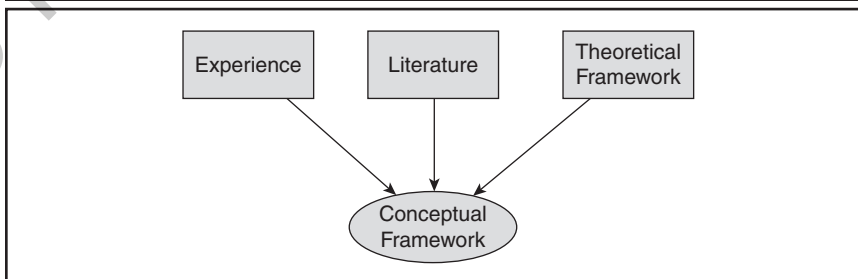 Experience
Literature
Theoretical
Framework
Conceptual
Framework